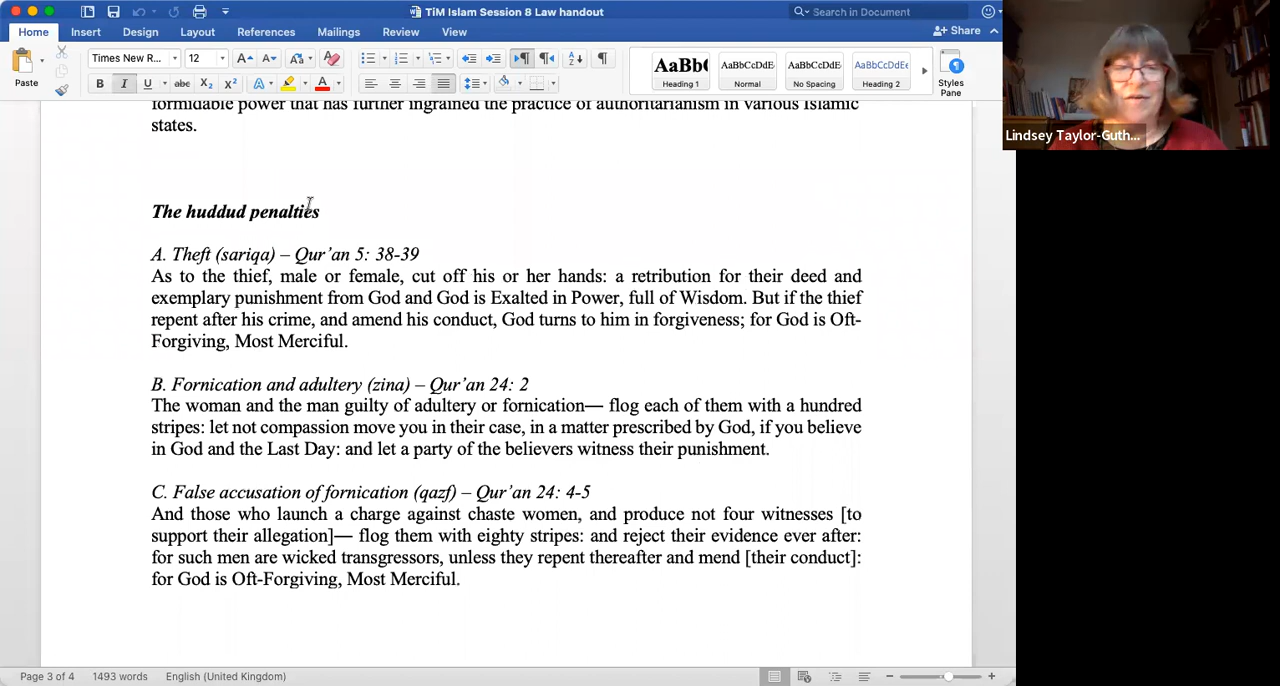 TiM Islam Session 8 Law handout
Search in Document
Home Insert Design Layout References Mailings Review View
Share
Paste
Times New R... 12
AaBbC AaBbCcDdE AaBbCcDdE AaBbCcDdE
Heading 1 Normal No Spacing Heading 2
Styles
Pane
B I U abc X₂ X²
Lindsey Taylor-Guth...
formidable power that has further ingrained the practice of authoritarianism in various Islamic
states.
The huddud penalties
A. Theft (sariqa) – Qur’an 5: 38-39
As to the thief, male or female, cut off his or her hands: a retribution for their deed and
exemplary punishment from God and God is Exalted in Power, full of Wisdom. But if the thief
repent after his crime, and amend his conduct, God turns to him in forgiveness; for God is Oft-
Forgiving, Most Merciful.
B. Fornication and adultery (zina) – Qur’an 24: 2
The woman and the man guilty of adultery or fornication— flog each of them with a hundred
stripes: let not compassion move you in their case, in a matter prescribed by God, if you believe
in God and the Last Day: and let a party of the believers witness their punishment.
C. False accusation of fornication (qazf) – Qur’an 24: 4-5
And those who launch a charge against chaste women, and produce not four witnesses [to
support their allegation]— flog them with eighty stripes: and reject their evidence ever after:
for such men are wicked transgressors, unless they repent thereafter and mend [their conduct]:
for God is Oft-Forgiving, Most Merciful.
Page 3 of 4 1493 words English (United Kingdom)